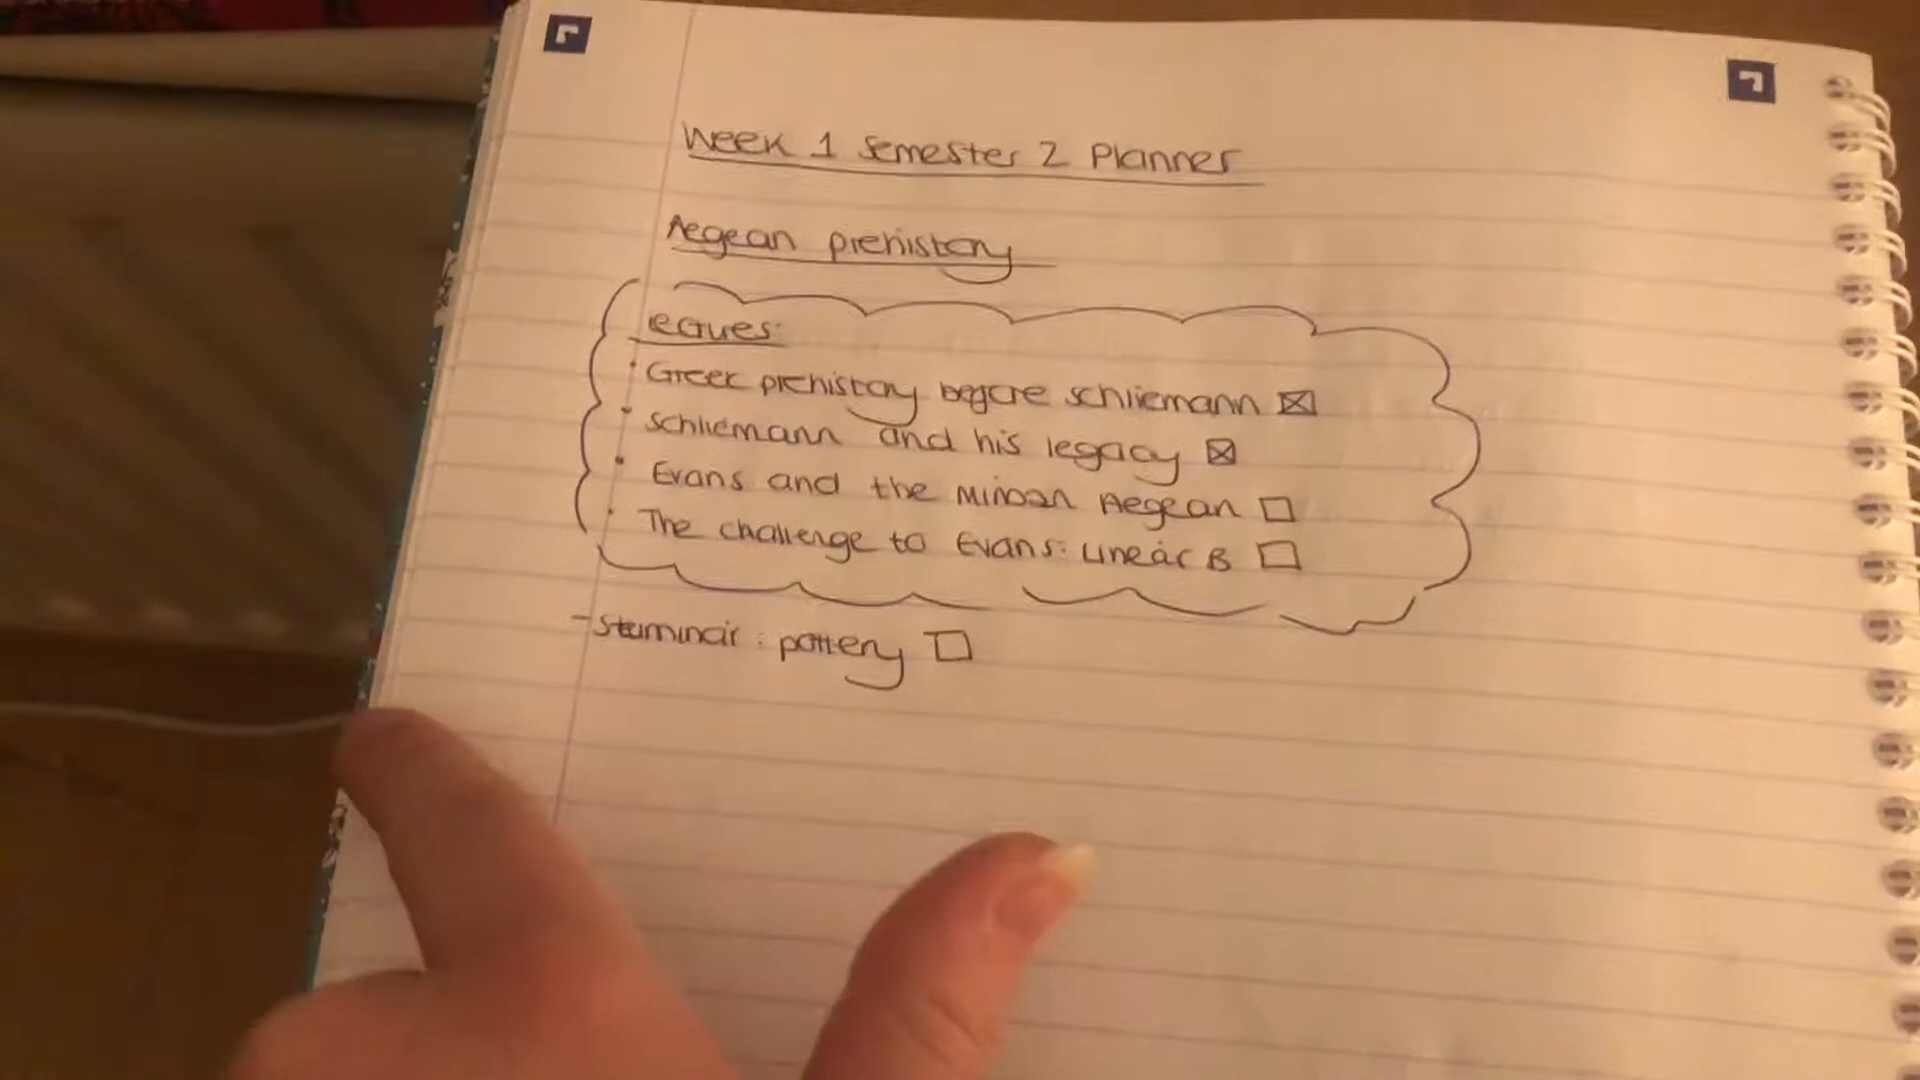 Week 1 Semester 2 Planner
Aegean prehistory
lectures:
· Greek prehistory before schliemann ☒
· schliemann and his legacy ☒
· Evans and the Minoan Aegean ☐
· The challenge to Evans: Linear B ☐
- seminar : pottery ☐